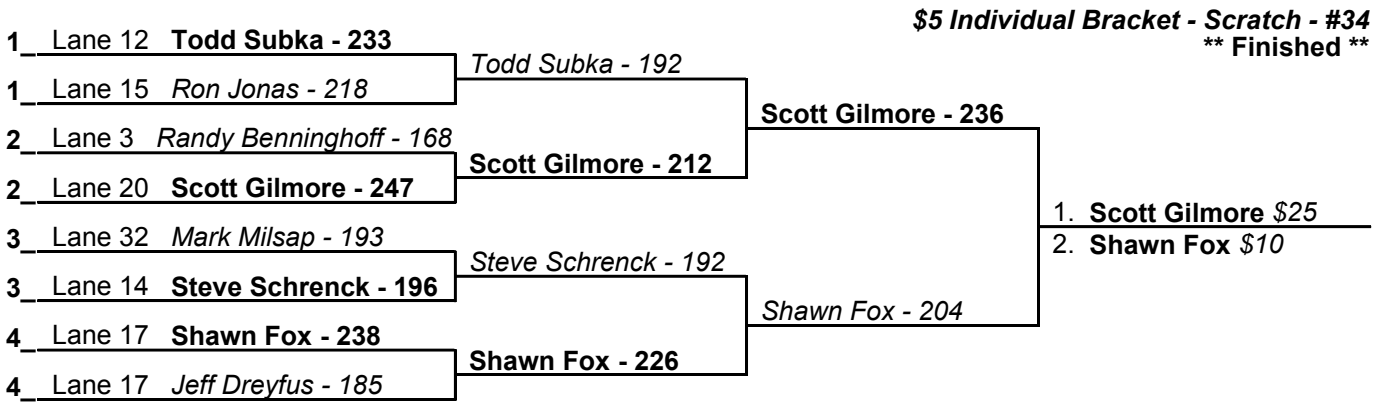 $5 Individual Bracket - Scratch - #34
** Finished **
1_ Lane 12 Todd Subka - 233
1_ Lane 15 Ron Jonas - 218
2_ Lane 3 Randy Benninghoff - 168
2_ Lane 20 Scott Gilmore - 247
3_ Lane 32 Mark Milsap - 193
3_ Lane 14 Steve Schrenck - 196
4_ Lane 17 Shawn Fox - 238
4_ Lane 17 Jeff Dreyfus - 185
Todd Subka - 192
Scott Gilmore - 212
Steve Schrenck - 192
Shawn Fox - 226
Scott Gilmore - 236
Shawn Fox - 204
1. Scott Gilmore $25
2. Shawn Fox $10